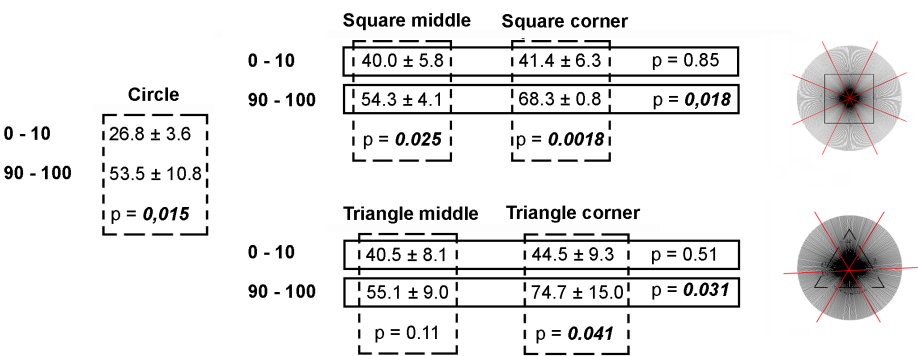 Circle
0 - 10 26.8 ± 3.6
90 - 100 53.5 ± 10.8
p = 0,015
Square middle Square corner
0 - 10 40.0 ± 5.8 41.4 ± 6.3 p = 0.85
90 - 100 54.3 ± 4.1 68.3 ± 0.8 p = 0,018
p = 0.025 p = 0.0018
Triangle middle Triangle corner
0 - 10 40.5 ± 8.1 44.5 ± 9.3 p = 0.51
90 - 100 55.1 ± 9.0 74.7 ± 15.0 p = 0.031
p = 0.11 p = 0.041